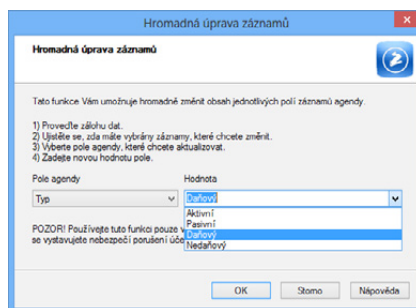 Hromadná úprava záznamů
Hromadná úprava záznamů
Tato funkce Vám umožňuje hromadně změnit obsah jednotlivých polí záznamů agendy.
1) Proveďte zálohu dat.
2) Ujistěte se, zda máte vybrány záznamy, které chcete změnit.
3) Vyberte pole agendy, které chcete aktualizovat.
4) Zadejte novou hodnotu pole.
Pole agendy
Hodnota
Typ
Daňový
Aktivní
Pasivní
Daňový
Nedaňový
POZOR! Používejte tuto funkci pouze v
se vystavujete nebezpečí porušení úče
OK
Storno
Nápověda